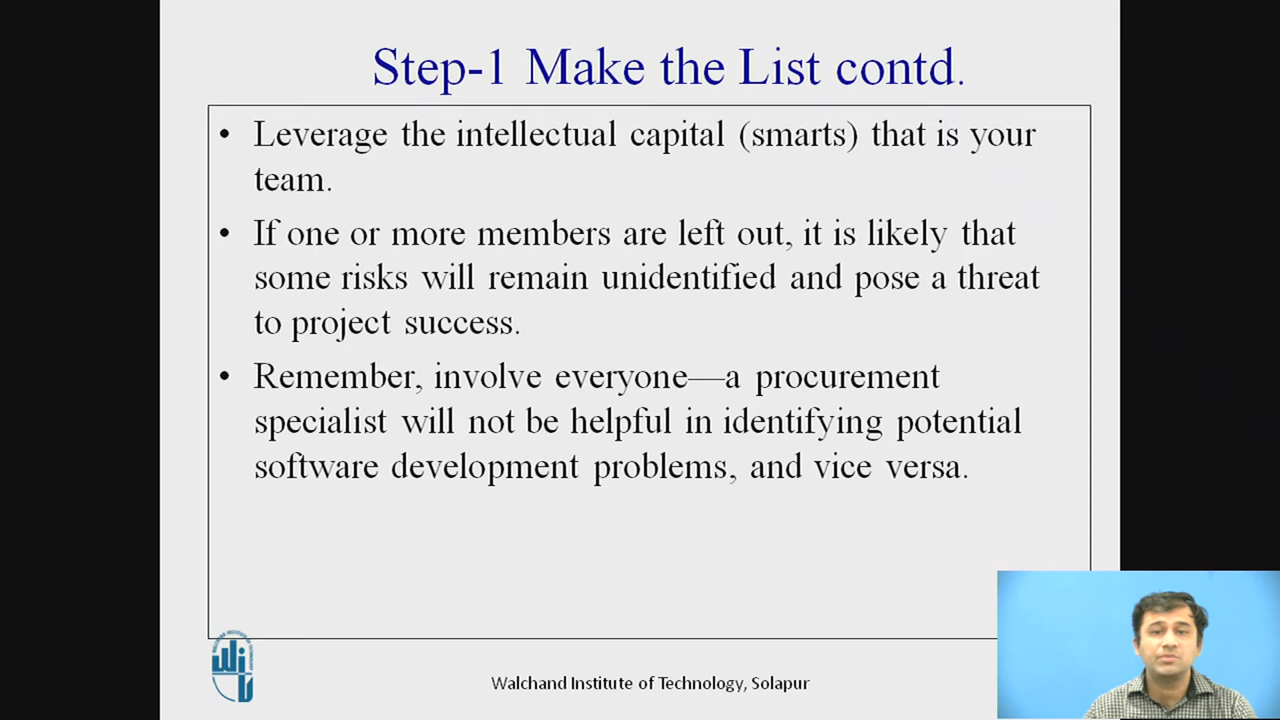 Step-1 Make the List contd.
• Leverage the intellectual capital (smarts) that is your
team.
• If one or more members are left out, it is likely that
some risks will remain unidentified and pose a threat
to project success.
• Remember, involve everyone—a procurement
specialist will not be helpful in identifying potential
software development problems, and vice versa.
Walchand Institute of Technology, Solapur